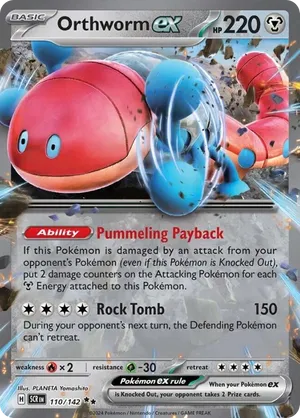 BASIC
Orthworm ex HP 220
Ability Pummeling Payback
If this Pokémon is damaged by an attack from your
opponent's Pokémon (even if this Pokémon is Knocked Out),
put 2 damage counters on the Attacking Pokémon for each
Energy attached to this Pokémon.
Rock Tomb 150
During your opponent's next turn, the Defending Pokémon
can't retreat.
weakness × 2 resistance -30 retreat
Illus. PLANETA Yamashita
Pokémon ex rule
When your Pokémon ex
is Knocked Out, your opponent takes 2 Prize cards.
H SCR EN 110/142
©2024 Pokémon / Nintendo / Creatures / GAME FREAK